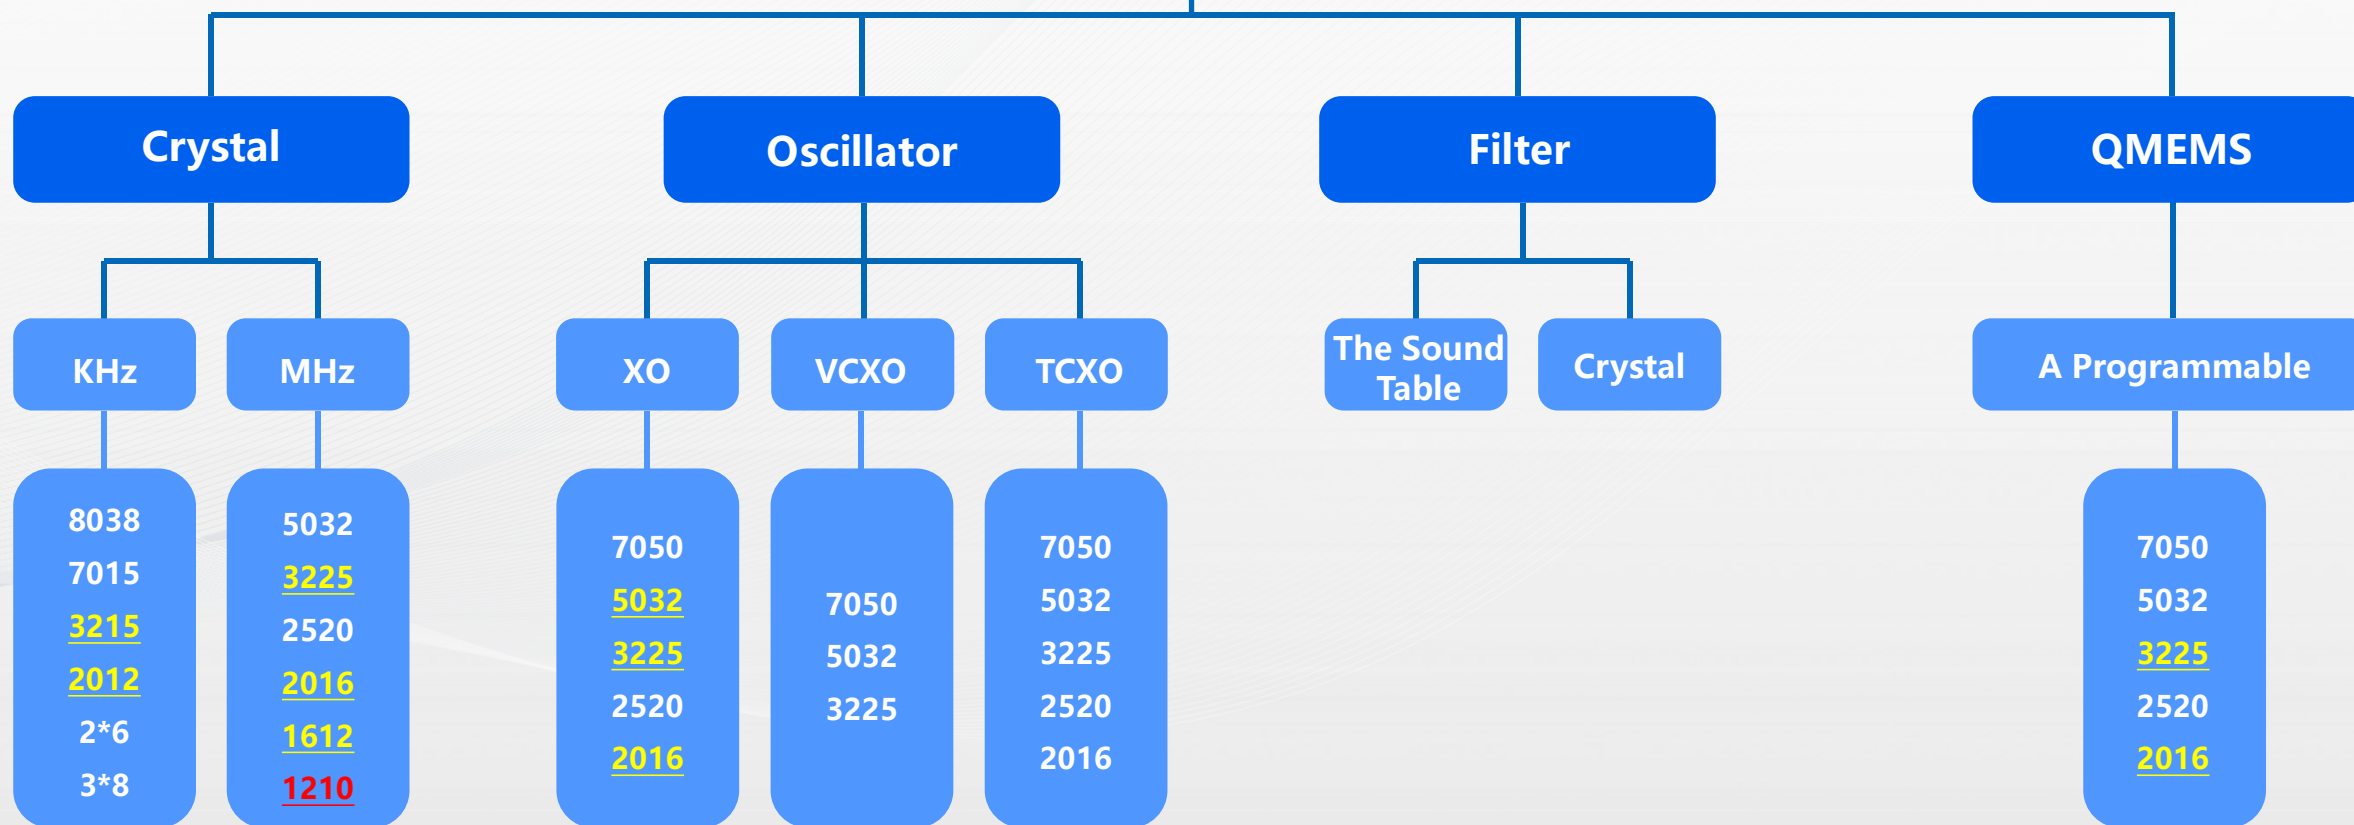 Crystal
Oscillator
Filter
QMEMS
KHz
MHz
XO
VCXO
TCXO
The Sound
Table
Crystal
A Programmable
8038
7015
3215
2012
2*6
3*8
5032
3225
2520
2016
1612
1210
7050
5032
3225
2520
2016
7050
5032
3225
7050
5032
3225
2520
2016
7050
5032
3225
2520
2016